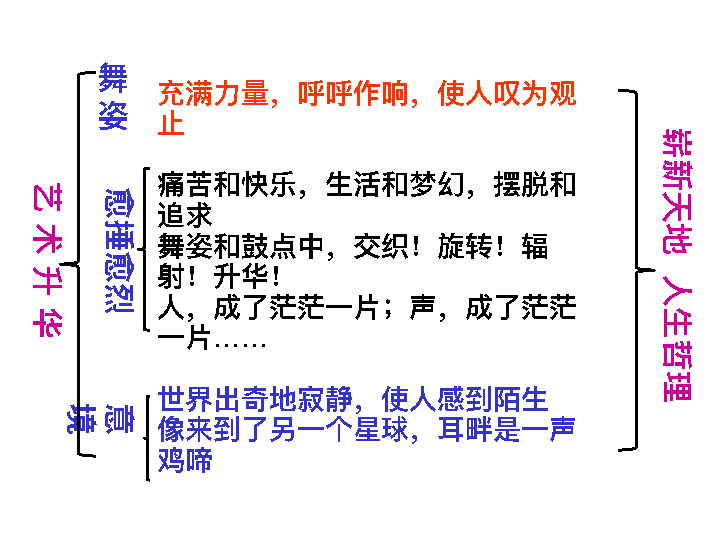 艺术升华
舞
姿
充满力量，呼呼作响，使人叹为观
止
愈捶愈烈
痛苦和快乐，生活和梦幻，摆脱和
追求
舞姿和鼓点中，交织！旋转！辐
射！升华！
人，成了茫茫一片；声，成了茫茫
一片……
意
境
世界出奇地寂静，使人感到陌生
像来到了另一个星球，耳畔是一声
鸡啼
崭新天地 人生哲理